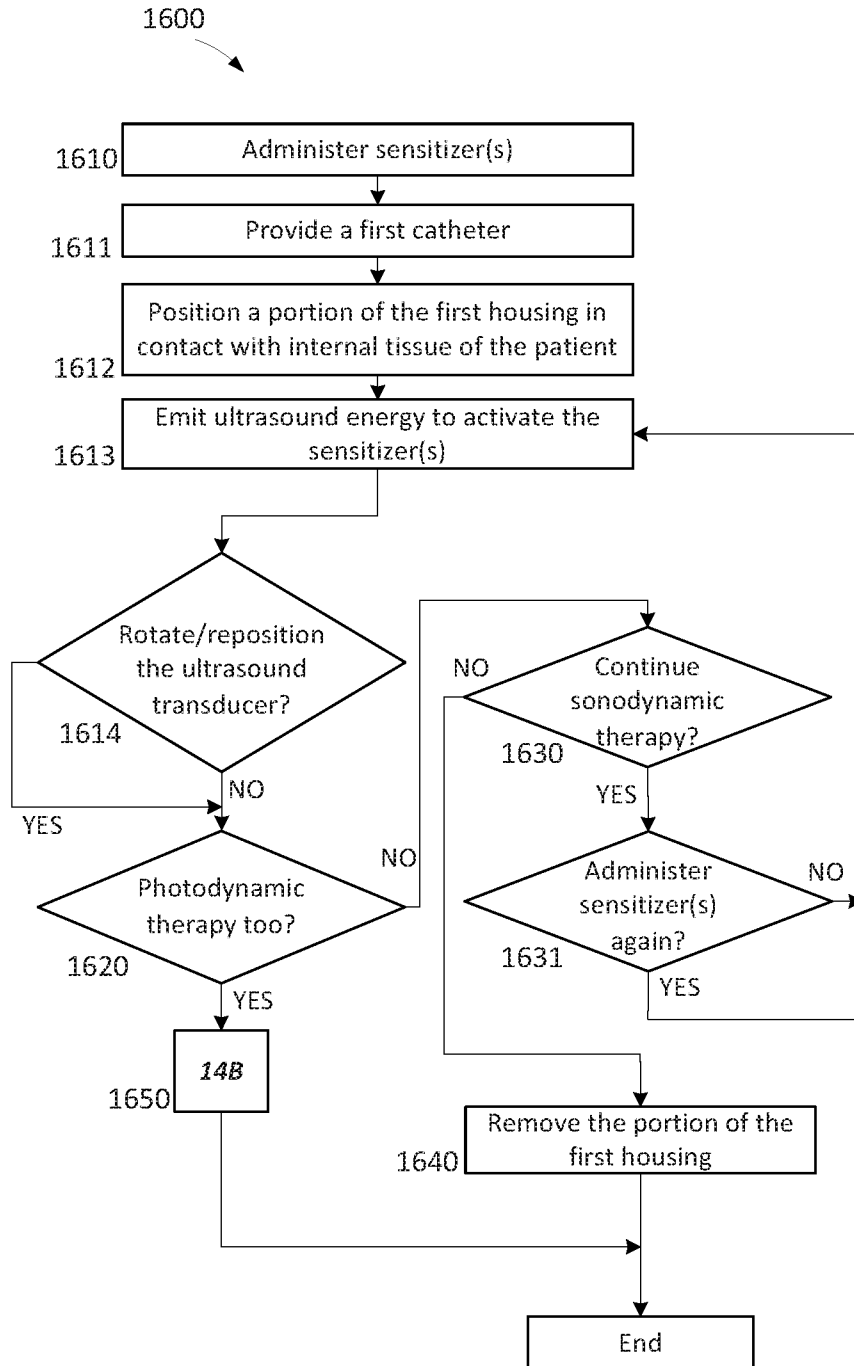 1600
1610
Administer sensitizer(s)
1611
Provide a first catheter
1612
Position a portion of the first housing in
contact with internal tissue of the patient
1613
Emit ultrasound energy to activate the
sensitizer(s)
Rotate/reposition
the ultrasound
transducer?
1614
YES
NO
Photodynamic
therapy too?
1620
NO
YES
14B
1650
Continue
sonodynamic
therapy?
1630
NO
YES
Administer
sensitizer(s)
again?
1631
NO
YES
Remove the portion of the
first housing
1640
End